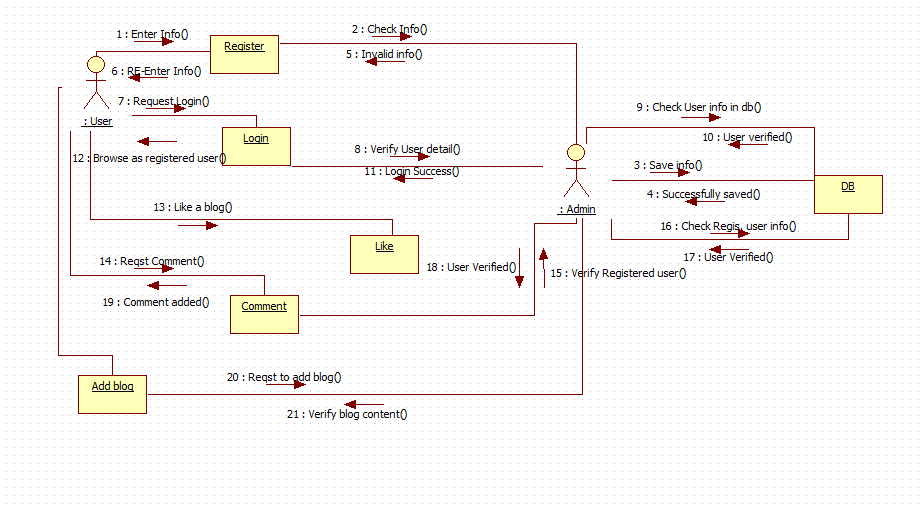 1 : Enter Info()
2 : Check Info()
Register
5 : Invalid info()
6 : RE-Enter Info()
7 : Request Login()
: User
9 : Check User info in db()
Login
10 : User verified()
12 : Browse as registered user()
8 : Verify User detail()
11 : Login Success()
3 : Save info()
DB
4 : Successfully saved()
13 : Like a blog()
: Admin
16 : Check Regis, user info()
Like
17 : User Verified()
14 : Reqst Comment()
18 : User Verified()
15 : Verify Registered user()
19 : Comment added()
Comment
20 : Reqst to add blog()
Add blog
21 : Verify blog content()